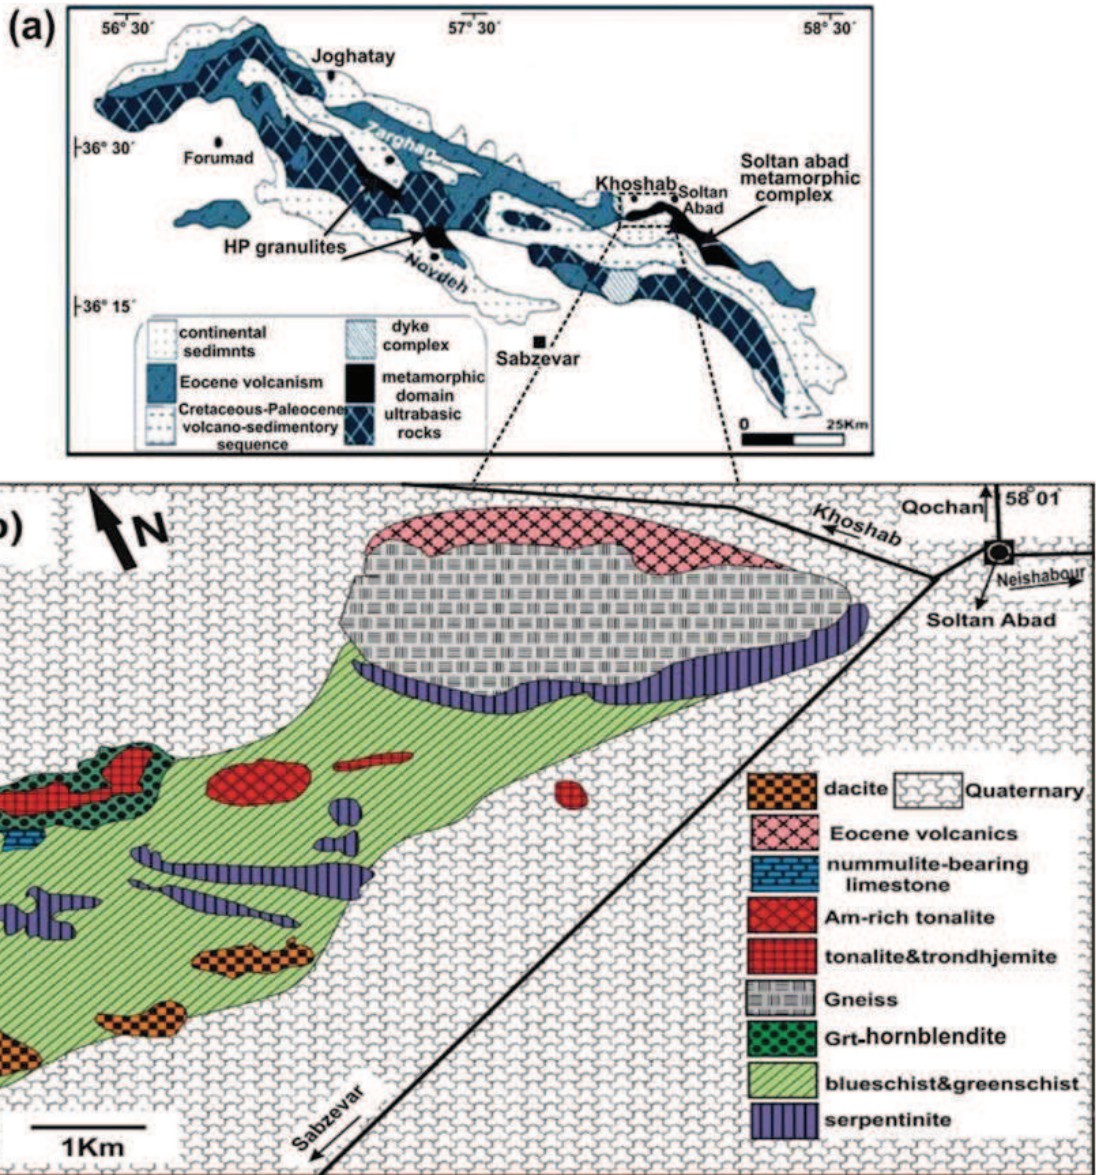 (a)
56° 30´
57° 30´
58° 30´
Joghatay
36° 30´
Zarghan
Forumad
Khoshab
Soltan
Abad
Soltan abad
metamorphic
complex
HP granulites
Novdeh
36° 15´
Sabzevar
continental
sedimnts
dyke
complex
Eocene volcanism
metamorphic
domain
Cretaceous-Paleocene
volcano-sedimentory
sequence
ultrabasic
rocks
0 25Km
N
Khoshab
Qochan
58° 01´
Neishabour
Soltan Abad
dacite
Quaternary
Eocene volcanics
nummulite-bearing
limestone
Am-rich tonalite
tonalite&trondhjemite
Gneiss
Grt-hornblendite
blueschist&greenschist
serpentinite
1Km
Sabzevar